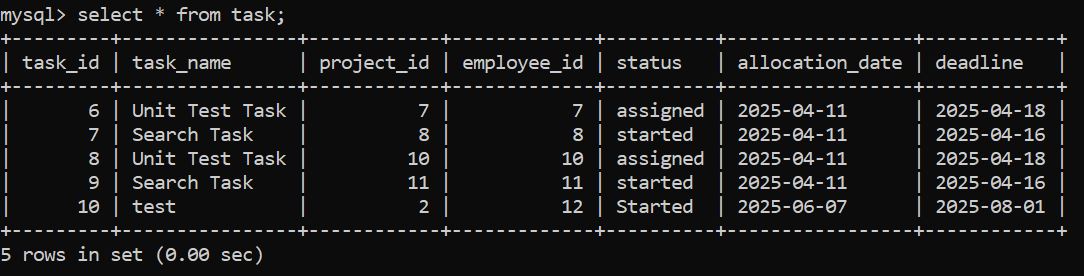 mysql> select * from task;
+---------+----------------+------------+-------------+----------+-----------------+------------+
| task_id | task_name      | project_id | employee_id | status   | allocation_date | deadline   |
+---------+----------------+------------+-------------+----------+-----------------+------------+
|       6 | Unit Test Task |          7 |           7 | assigned | 2025-04-11      | 2025-04-18 |
|       7 | Search Task    |          8 |           8 | started  | 2025-04-11      | 2025-04-16 |
|       8 | Unit Test Task |         10 |          10 | assigned | 2025-04-11      | 2025-04-18 |
|       9 | Search Task    |         11 |          11 | started  | 2025-04-11      | 2025-04-16 |
|      10 | test           |          2 |          12 | Started  | 2025-06-07      | 2025-08-01 |
+---------+----------------+------------+-------------+----------+-----------------+------------+
5 rows in set (0.00 sec)